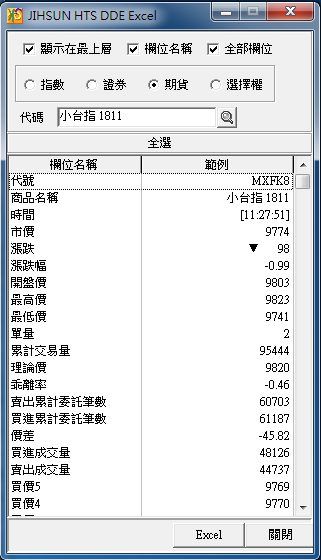 JIHSUN HTS DDE Excel
顯示在最上層 欄位名稱 全部欄位
指數 證券 期貨 選擇權
代碼 小台指 1811
全選
欄位名稱 範例
代號 MXFK8
商品名稱 小台指 1811
時間 [11:27:51]
市價 9774
漲跌 ▼ 98
漲跌幅 -0.99
開盤價 9803
最高價 9823
最低價 9741
單量 2
累計交易量 95444
理論價 9820
乖離率 -0.46
賣出累計委託筆數 60703
買進累計委託筆數 61187
價差 -45.82
買進成交量 48126
賣出成交量 44737
買價5 9769
買價4 9770
Excel 關閉